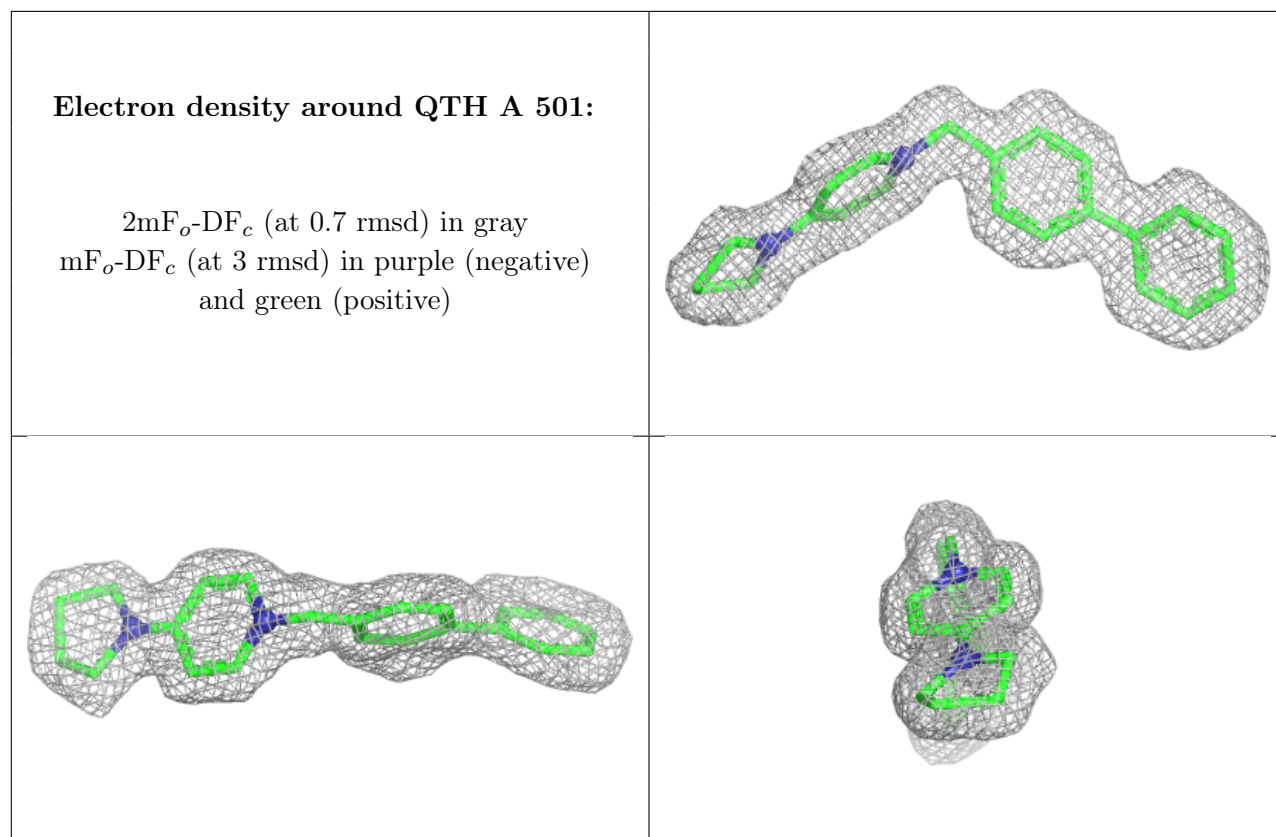 Electron density around QTH A 501:
2mFo-DFc (at 0.7 rmsd) in gray
mFo-DFc (at 3 rmsd) in purple (negative)
and green (positive)